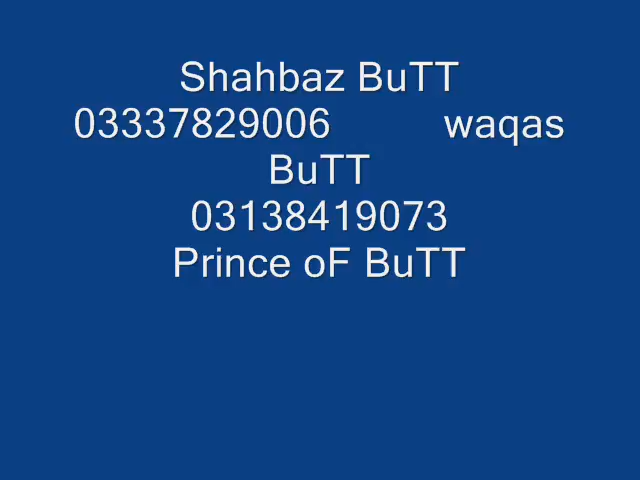 Shahbaz BuTT
03337829006 waqas
BuTT
03138419073
Prince oF BuTT